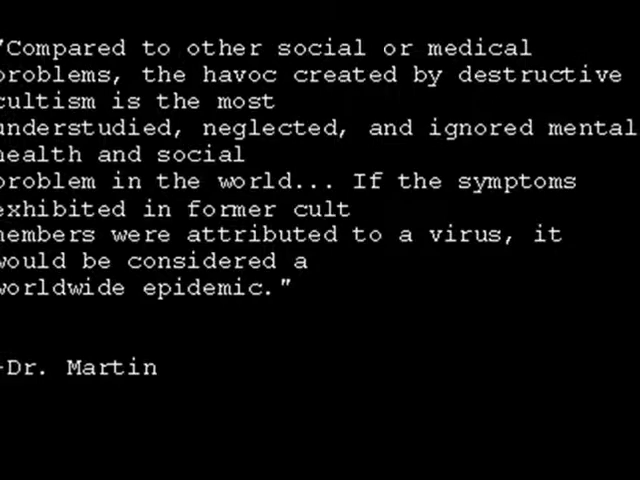 "Compared to other social or medical
problems, the havoc created by destructive
cultism is the most
understudied, neglected, and ignored mental
health and social
problem in the world... If the symptoms
exhibited in former cult
members were attributed to a virus, it
would be considered a
worldwide epidemic."
-Dr. Martin